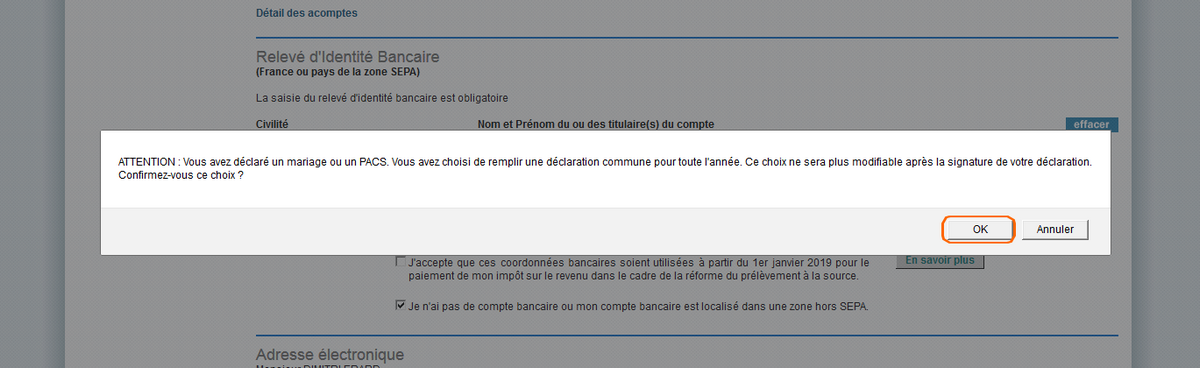 Détail des acomptes
Relevé d'Identité Bancaire
(France ou pays de la zone SEPA)
La saisie du relevé d'identité bancaire est obligatoire
Civilité Nom et Prénom du ou des titulaire(s) du compte effacer
ATTENTION : Vous avez déclaré un mariage ou un PACS. Vous avez choisi de remplir une déclaration commune pour toute l'année. Ce choix ne sera plus modifiable après la signature de votre déclaration.
Confirmez-vous ce choix ?
OK Annuler
J'accepte que ces coordonnées bancaires soient utilisées à partir du 1er janvier 2019 pour le En savoir plus
paiement de mon impôt sur le revenu dans le cadre de la réforme du prélèvement à la source.
Je n'ai pas de compte bancaire ou mon compte bancaire est localisé dans une zone hors SEPA.
Adresse électronique